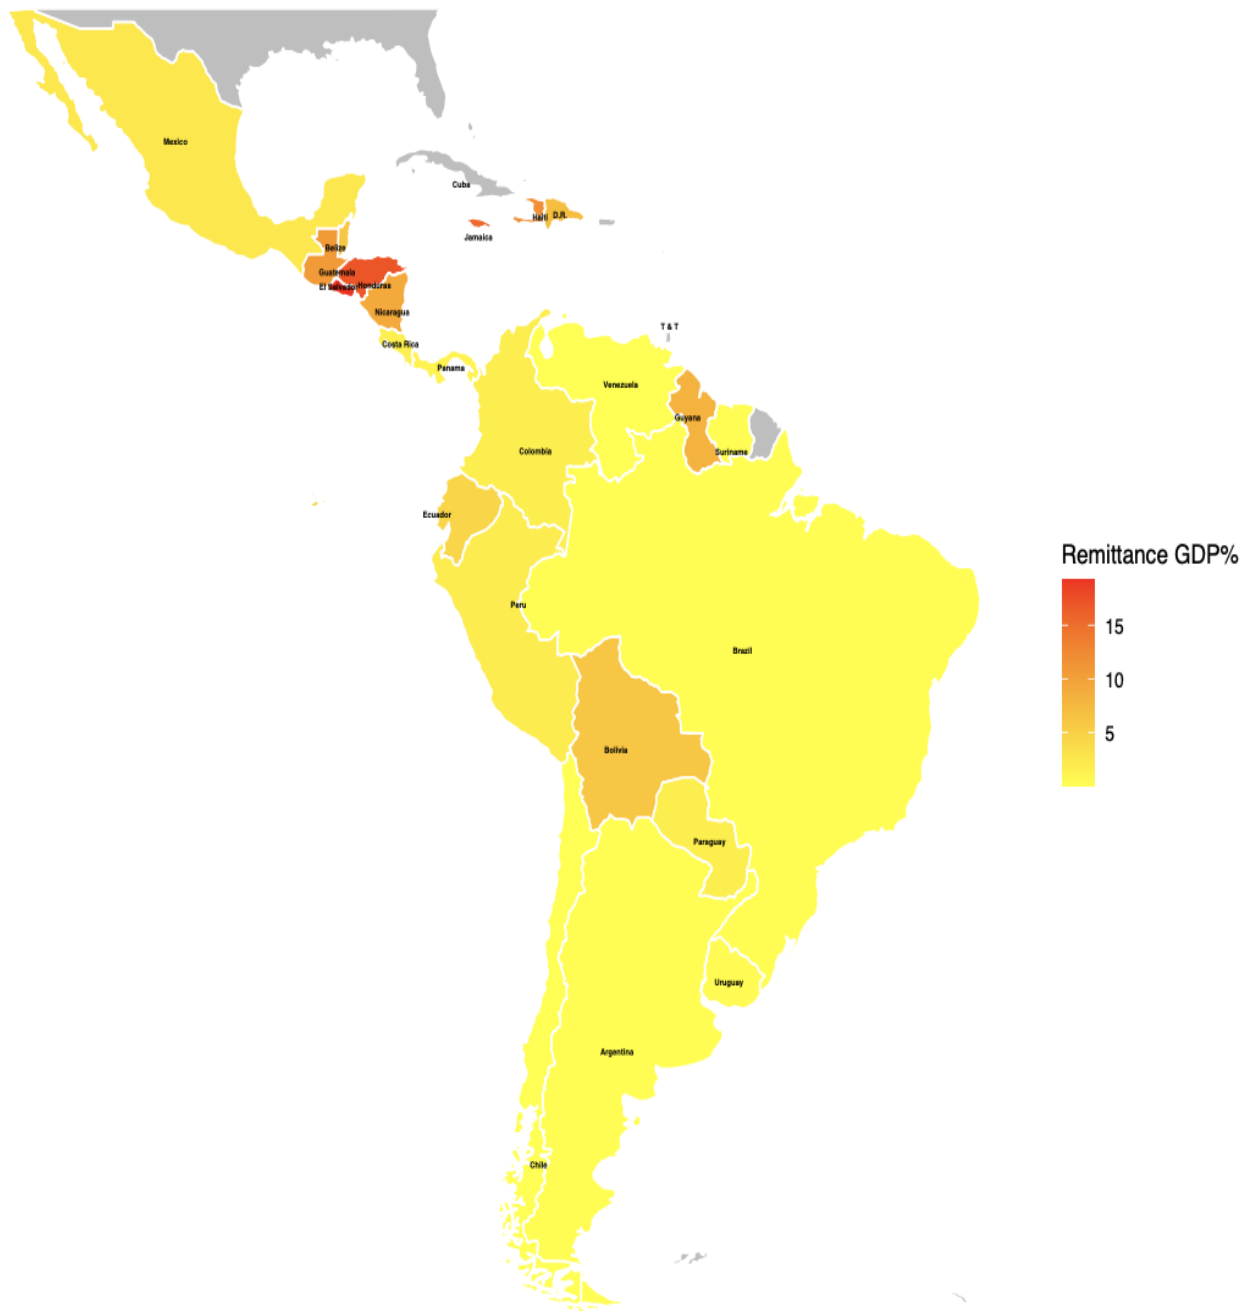 Mexico
Cuba
Haiti
D.R.
Jamaica
Belize
Guatemala
El Salvador
Honduras
Nicaragua
Costa Rica
Panama
T & T
Venezuela
Guyana
Suriname
Colombia
Ecuador
Peru
Brazil
Bolivia
Paraguay
Uruguay
Argentina
Chile
Remittance GDP%
15
10
5